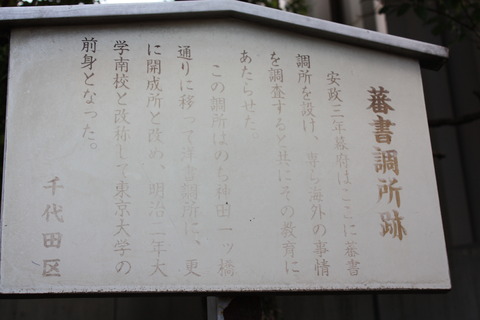 蕃書調所跡
安政三年幕府はここに蕃書
調所を設け、専ら海外の事情
を調査すると共にその教育に
あたらせた。
この調所はのち神田一ツ橋
通りに移って洋書調所に、更
に開成所と改め、明治二年大
学南校と改称して東京大学の
前身となった。
千代田区